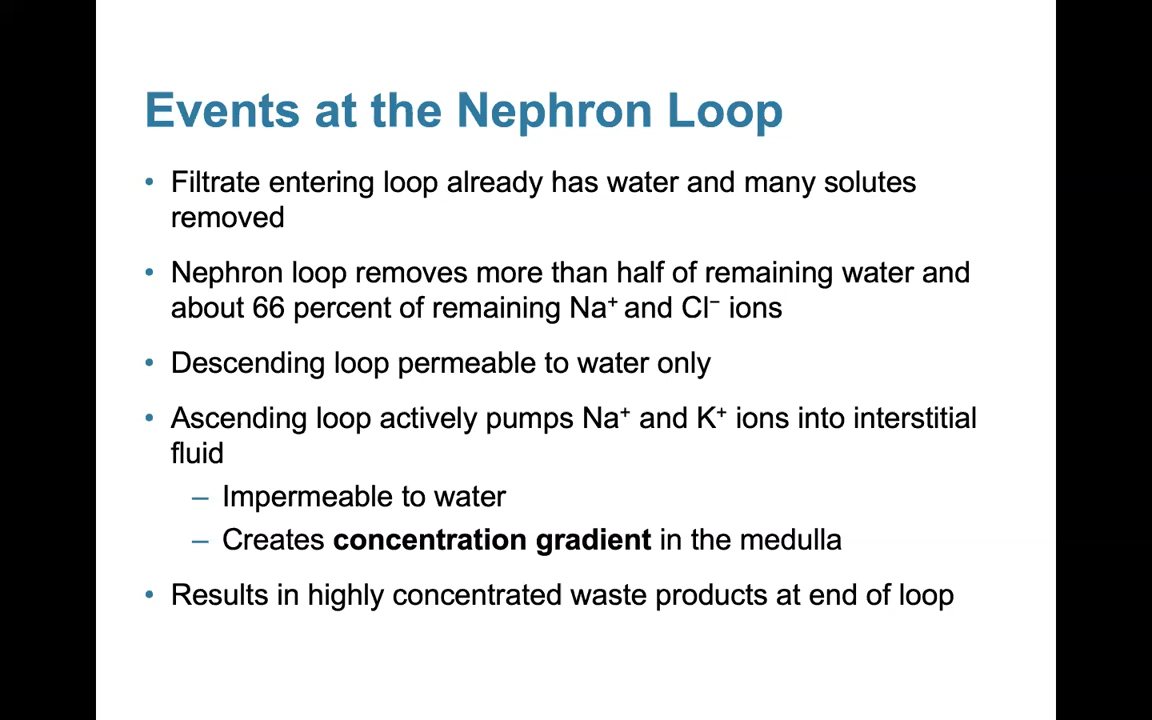 Events at the Nephron Loop
• Filtrate entering loop already has water and many solutes
removed
• Nephron loop removes more than half of remaining water and
about 66 percent of remaining Na⁺ and Cl⁻ ions
• Descending loop permeable to water only
• Ascending loop actively pumps Na⁺ and K⁺ ions into interstitial
fluid
– Impermeable to water
– Creates concentration gradient in the medulla
• Results in highly concentrated waste products at end of loop